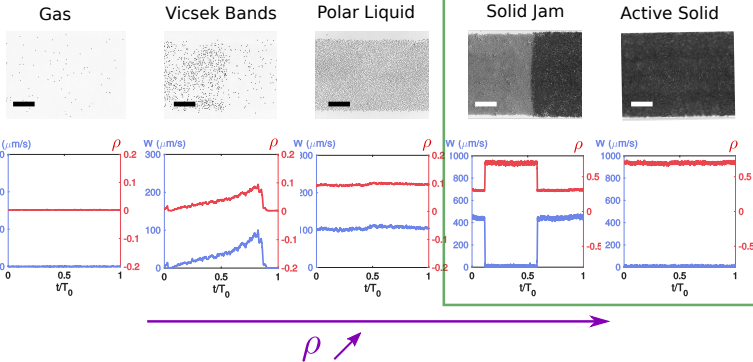 Gas
Vicsek Bands
Polar Liquid
Solid Jam
Active Solid
(μm/s) ρ
W (μm/s) ρ
W (μm/s) ρ
W (μm/s) ρ
W (μm/s) ρ
0.2
0.1
0
-0.1
-0.2
0 0.5 1
t/T0
300
200
100
0
0.2
0.1
0
-0.1
-0.2
0 0.5 1
t/T0
300
200
100
0
0.2
0.1
0
-0.1
-0.2
0 0.5 1
t/T0
1000
800
600
400
200
0
0.5
0
-0.5
0 0.5 1
t/T0
1000
800
600
400
200
0
0.5
0
-0.5
0 0.5 1
t/T0
ρ